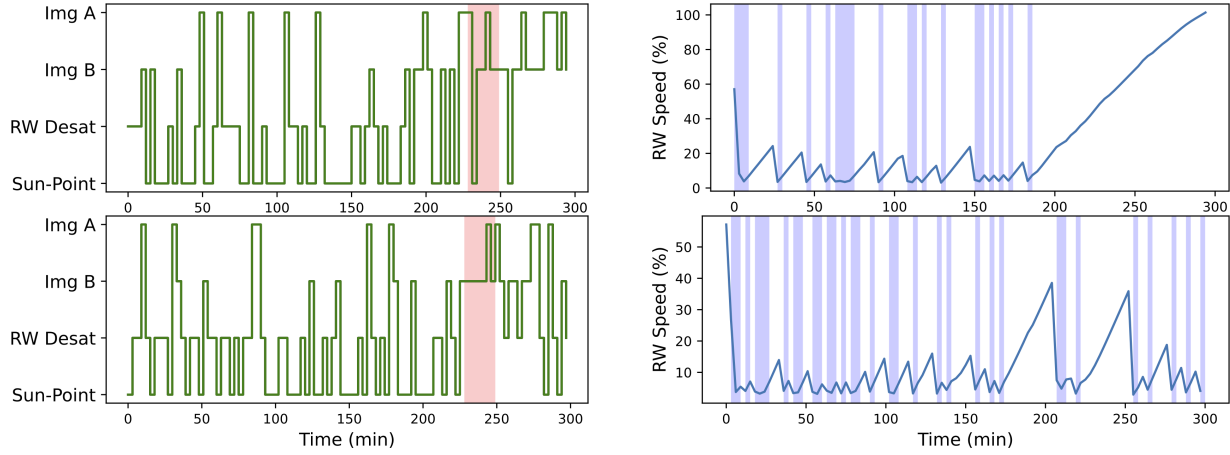 Img A
Img B
RW Desat
Sun-Point
0 50 100 150 200 250 300
RW Speed (%)
100
80
60
40
20
0
0 50 100 150 200 250 300
Img A
Img B
RW Desat
Sun-Point
0 50 100 150 200 250 300
Time (min)
RW Speed (%)
50
40
30
20
10
0 50 100 150 200 250 300
Time (min)